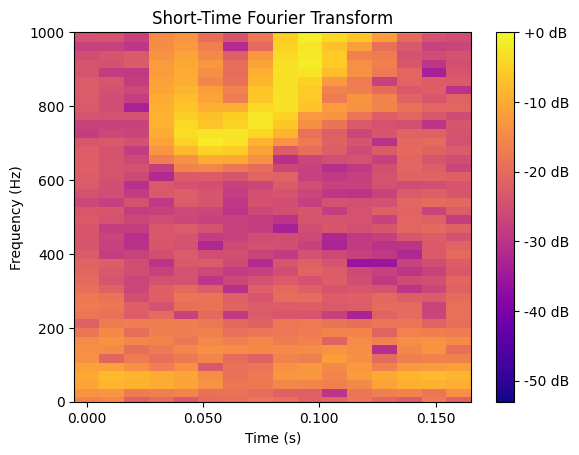 Short-Time Fourier Transform
1000
800
600
400
200
0
Frequency (Hz)
0.000
0.050
0.100
0.150
Time (s)
+0 dB
-10 dB
-20 dB
-30 dB
-40 dB
-50 dB